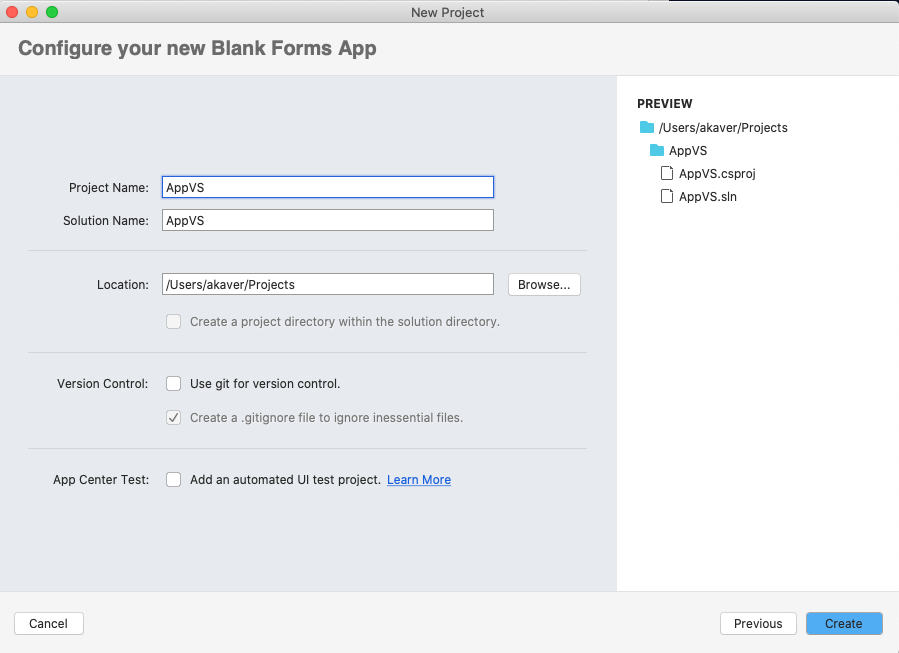 New Project
Configure your new Blank Forms App
Project Name: AppVS
Solution Name: AppVS
Location: /Users/akaver/Projects Browse...
Create a project directory within the solution directory.
Version Control: Use git for version control.
Create a .gitignore file to ignore inessential files.
App Center Test: Add an automated UI test project. Learn More
PREVIEW
/Users/akaver/Projects
AppVS
AppVS.csproj
AppVS.sln
Cancel Previous Create